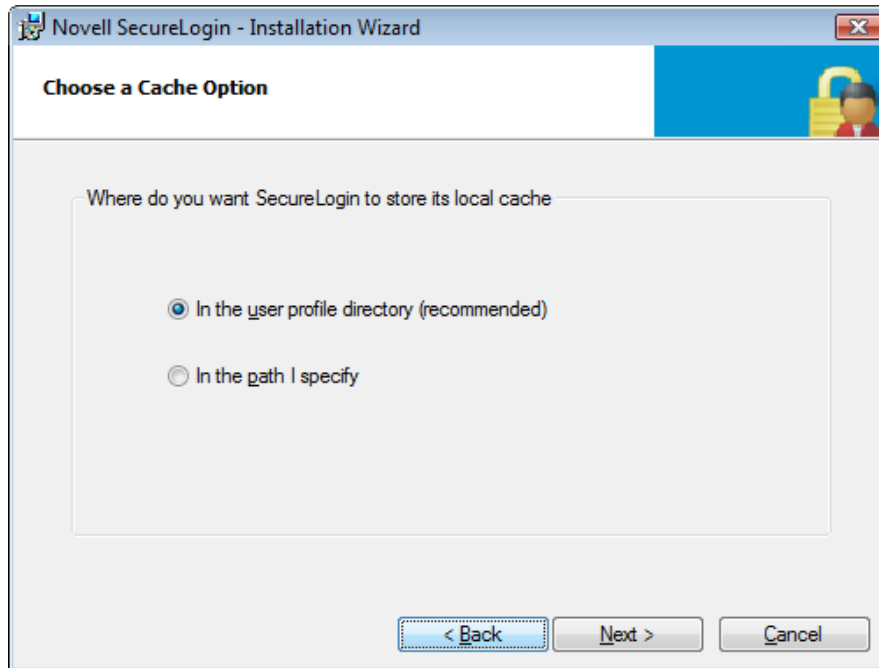 Novell SecureLogin - Installation Wizard
Choose a Cache Option
Where do you want SecureLogin to store its local cache
In the user profile directory (recommended)
In the path I specify
< Back Next > Cancel